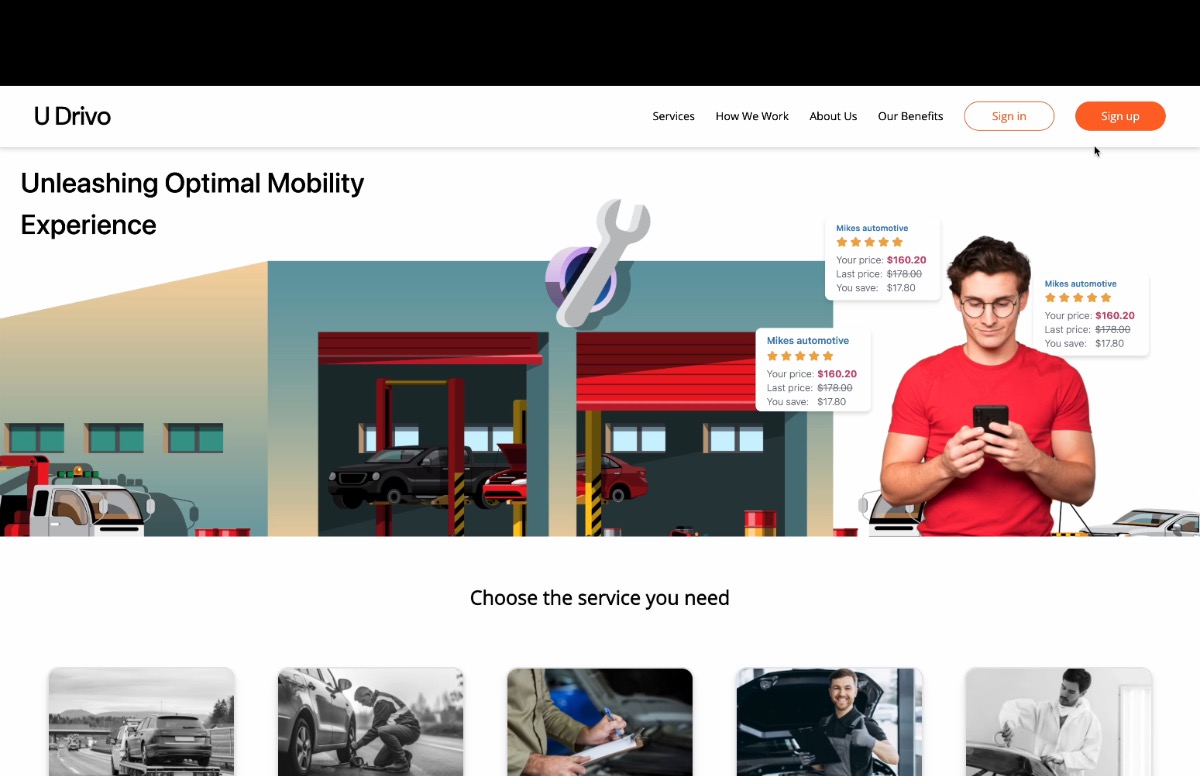 U Drivo
Services
How We Work
About Us
Our Benefits
Sign in
Sign up
Unleashing Optimal Mobility
Experience
Mikes automotive
Your price: $160.20
Last price: $178.00
You save: $17.80
Mikes automotive
Your price: $160.20
Last price: $178.00
You save: $17.80
Mikes automotive
Your price: $160.20
Last price: $178.00
You save: $17.80
Choose the service you need